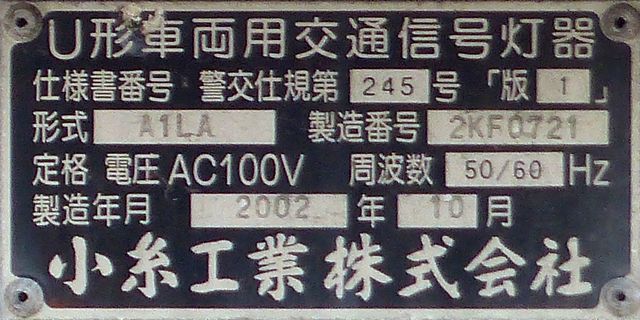 U形車両用交通信号灯器
仕様書番号 警交仕規第 245 号 「版 1 」
形式 A1LA 製造番号 2KF0721
定格 電圧 AC100V 周波数 50/60 Hz
製造年月 2002 年 10 月
小糸工業株式会社